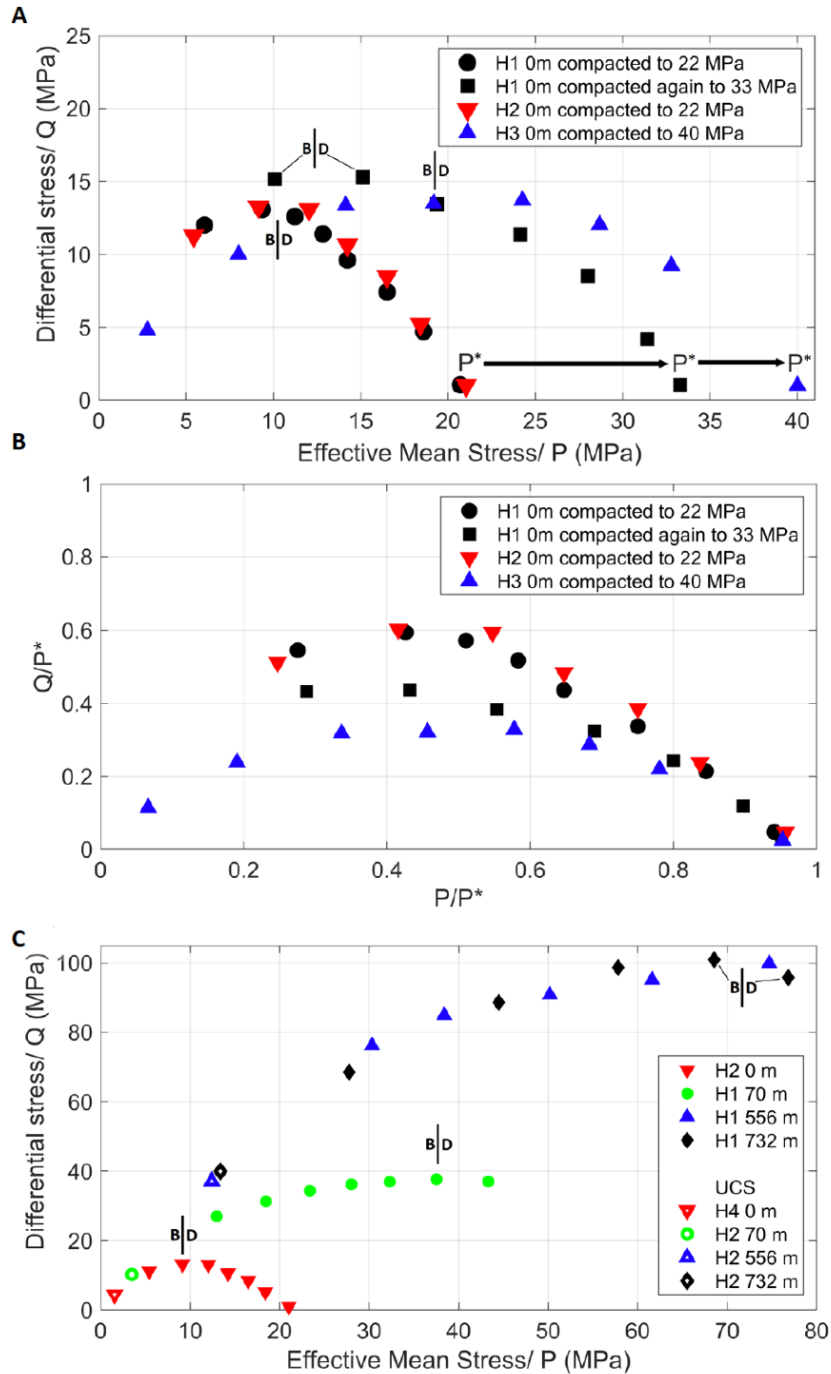 A
Differential stress/ Q (MPa)
25
20
15
10
5
0
H1 0m compacted to 22 MPa
H1 0m compacted again to 33 MPa
H2 0m compacted to 22 MPa
H3 0m compacted to 40 MPa
B D
B D
B D
P* P* P*
5 10 15 20 25 30 35 40
Effective Mean Stress/ P (MPa)
B
Q/P*
1
0.8
0.6
0.4
0.2
0
H1 0m compacted to 22 MPa
H1 0m compacted again to 33 MPa
H2 0m compacted to 22 MPa
H3 0m compacted to 40 MPa
0 0.2 0.4 0.6 0.8 1
P/P*
C
Differential stress/ Q (MPa)
100
80
60
40
20
0
B D
B D
B D
H2 0 m
H1 70 m
H1 556 m
H1 732 m
UCS
H4 0 m
H2 70 m
H2 556 m
H2 732 m
0 10 20 30 40 50 60 70 80
Effective Mean Stress/ P (MPa)